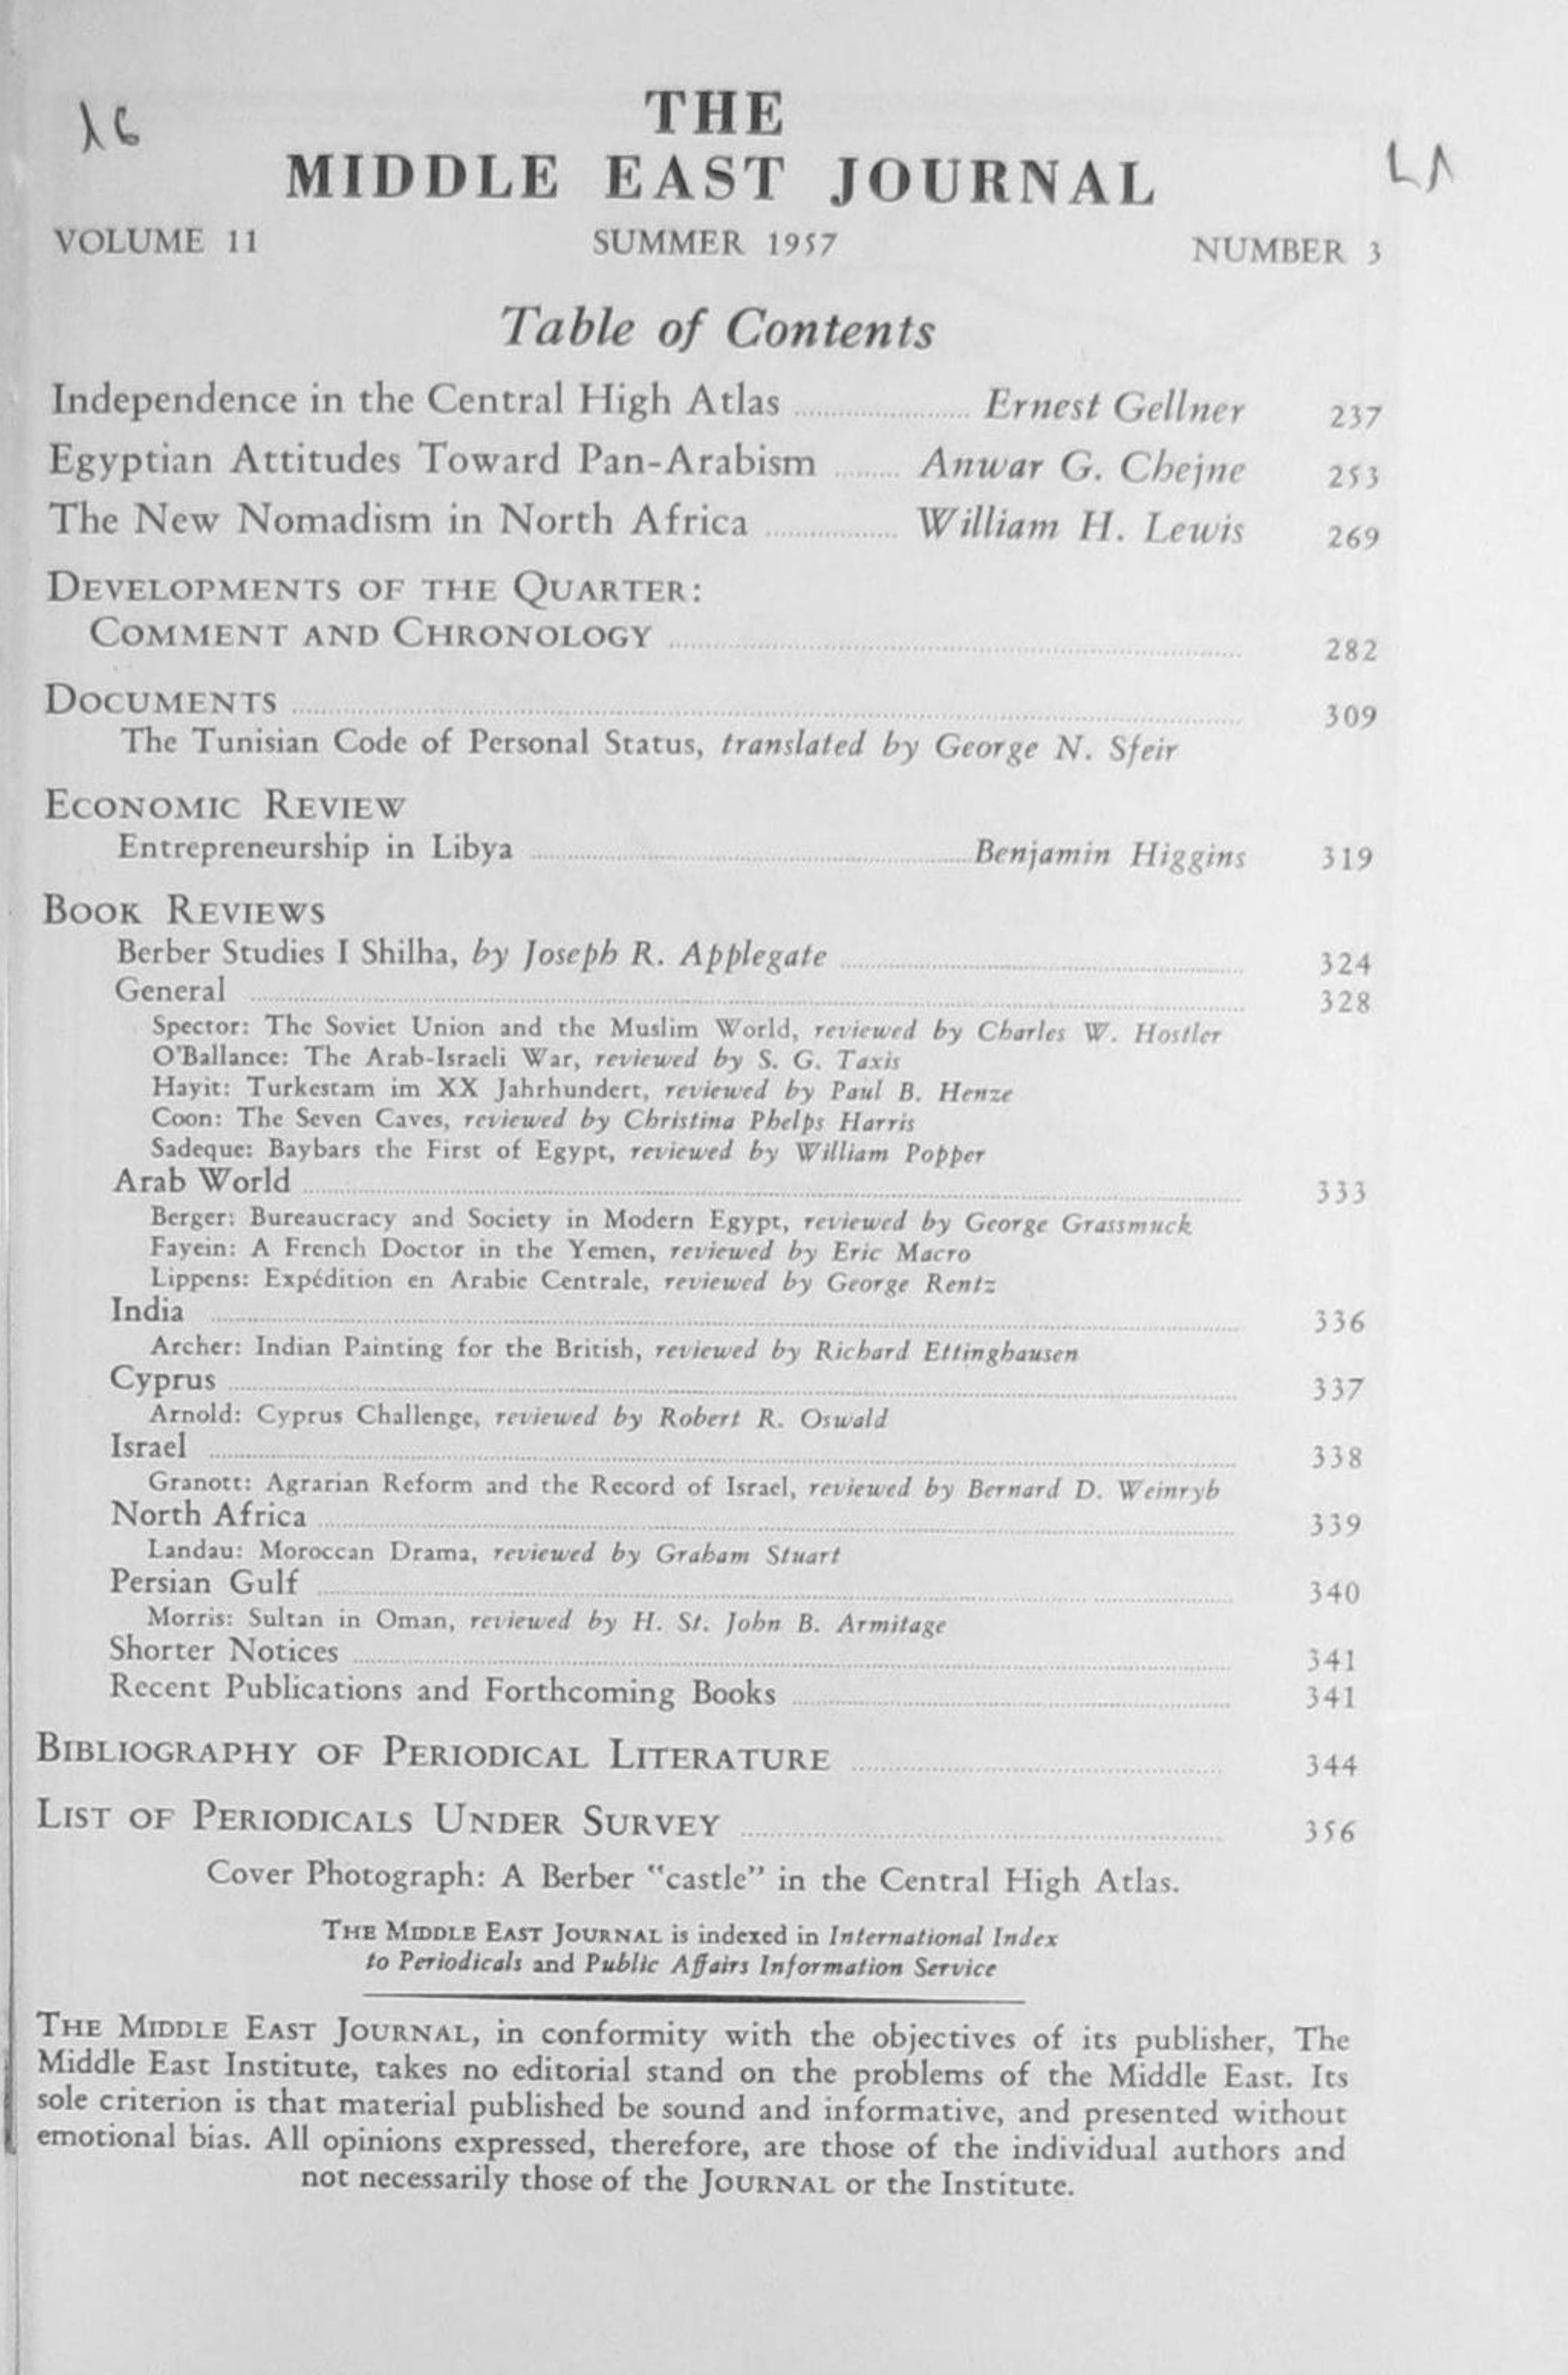 THE
MIDDLE EAST JOURNAL
VOLUME 11 SUMMER 1957 NUMBER 3
Table of Contents
Independence in the Central High Atlas ........ Ernest Gellner 237
Egyptian Attitudes Toward Pan-Arabism ........ Anwar G. Chejne 253
The New Nomadism in North Africa ........ William H. Lewis 269
DEVELOPMENTS OF THE QUARTER:
COMMENT AND CHRONOLOGY ........ 282
DOCUMENTS ........ 309
The Tunisian Code of Personal Status, translated by George N. Sfeir
ECONOMIC REVIEW
Entrepreneurship in Libya ........ Benjamin Higgins 319
BOOK REVIEWS
Berber Studies I Shilha, by Joseph R. Applegate ........ 324
General ........ 328
Spector: The Soviet Union and the Muslim World, reviewed by Charles W. Hostler
O'Ballance: The Arab-Israeli War, reviewed by S. G. Taxis
Hayit: Turkestam im XX Jahrhundert, reviewed by Paul B. Henze
Coon: The Seven Caves, reviewed by Christina Phelps Harris
Sadeque: Baybars the First of Egypt, reviewed by William Popper
Arab World ........ 333
Berger: Bureaucracy and Society in Modern Egypt, reviewed by George Grassmuck
Fayein: A French Doctor in the Yemen, reviewed by Eric Macro
Lippens: Expédition en Arabie Centrale, reviewed by George Rentz
India ........ 336
Archer: Indian Painting for the British, reviewed by Richard Ettinghausen
Cyprus ........ 337
Arnold: Cyprus Challenge, reviewed by Robert R. Oswald
Israel ........ 338
Granott: Agrarian Reform and the Record of Israel, reviewed by Bernard D. Weinryb
North Africa ........ 339
Landau: Moroccan Drama, reviewed by Graham Stuart
Persian Gulf ........ 340
Morris: Sultan in Oman, reviewed by H. St. John B. Armitage
Shorter Notices ........ 341
Recent Publications and Forthcoming Books ........ 341
BIBLIOGRAPHY OF PERIODICAL LITERATURE ........ 344
LIST OF PERIODICALS UNDER SURVEY ........ 356
Cover Photograph: A Berber "castle" in the Central High Atlas.
THE MIDDLE EAST JOURNAL is indexed in International Index
to Periodicals and Public Affairs Information Service
THE MIDDLE EAST JOURNAL, in conformity with the objectives of its publisher, The
Middle East Institute, takes no editorial stand on the problems of the Middle East. Its
sole criterion is that material published be sound and informative, and presented without
emotional bias. All opinions expressed, therefore, are those of the individual authors and
not necessarily those of the JOURNAL or the Institute.